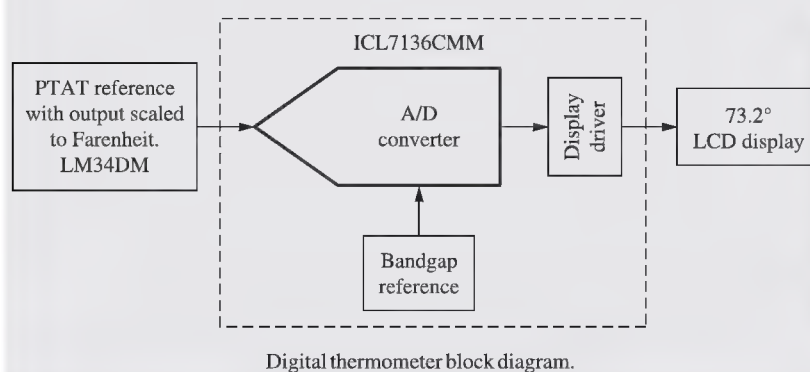 ICL7136CMM
PTAT reference
with output scaled
to Farenheit.
LM34DM
A/D
converter
Display
driver
73.2°
LCD display
Bandgap
reference
Digital thermometer block diagram.